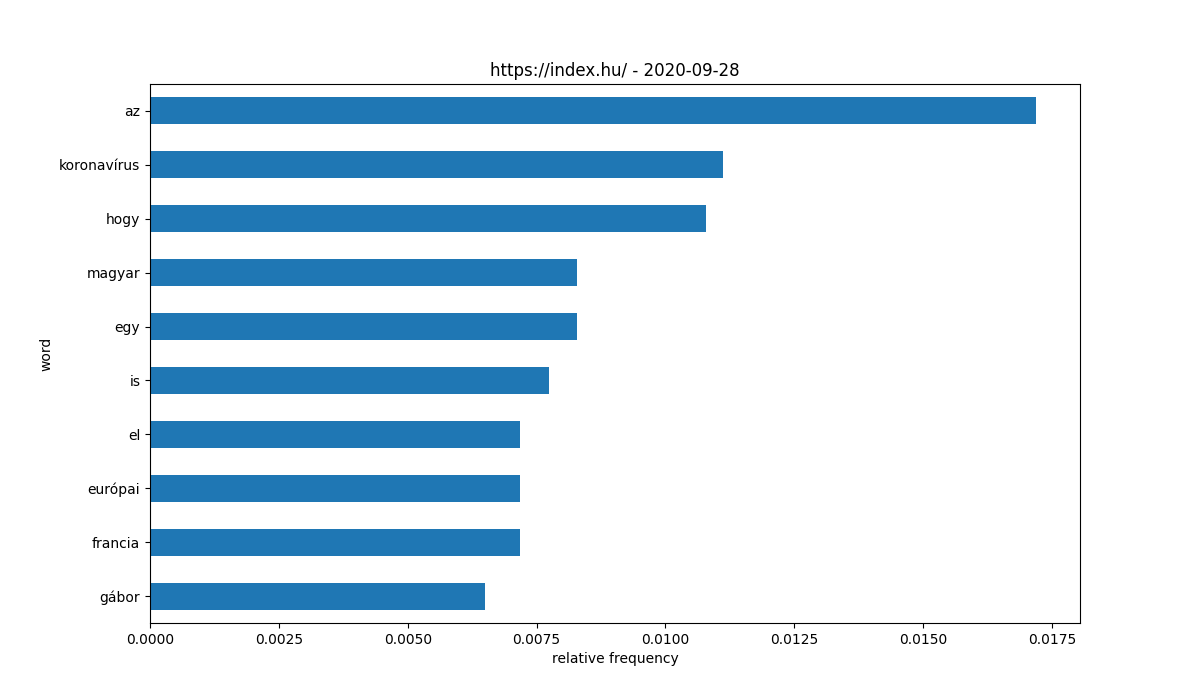 https://index.hu/ - 2020-09-28
az
koronavírus
hogy
magyar
egy
is
el
európai
francia
gábor
word
0.0000 0.0025 0.0050 0.0075 0.0100 0.0125 0.0150 0.0175
relative frequency